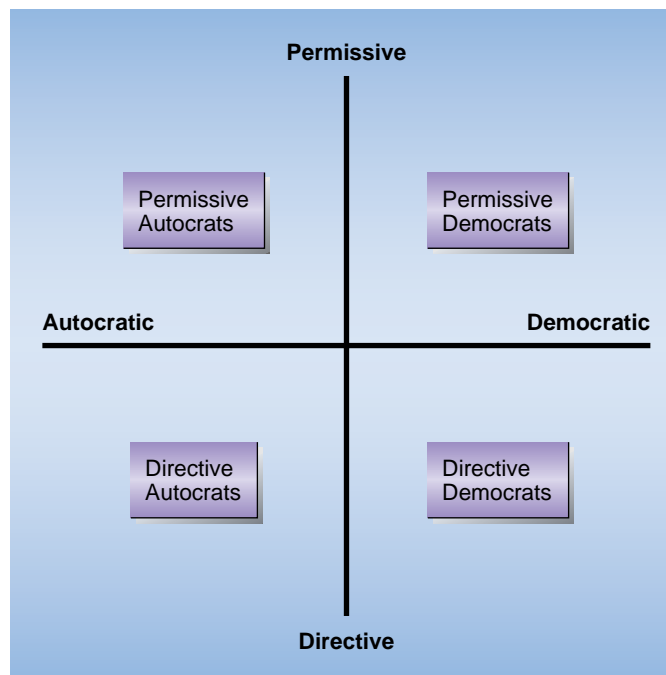 Permissive
Permissive
Autocrats
Permissive
Democrats
Autocratic
Democratic
Directive
Autocrats
Directive
Democrats
Directive